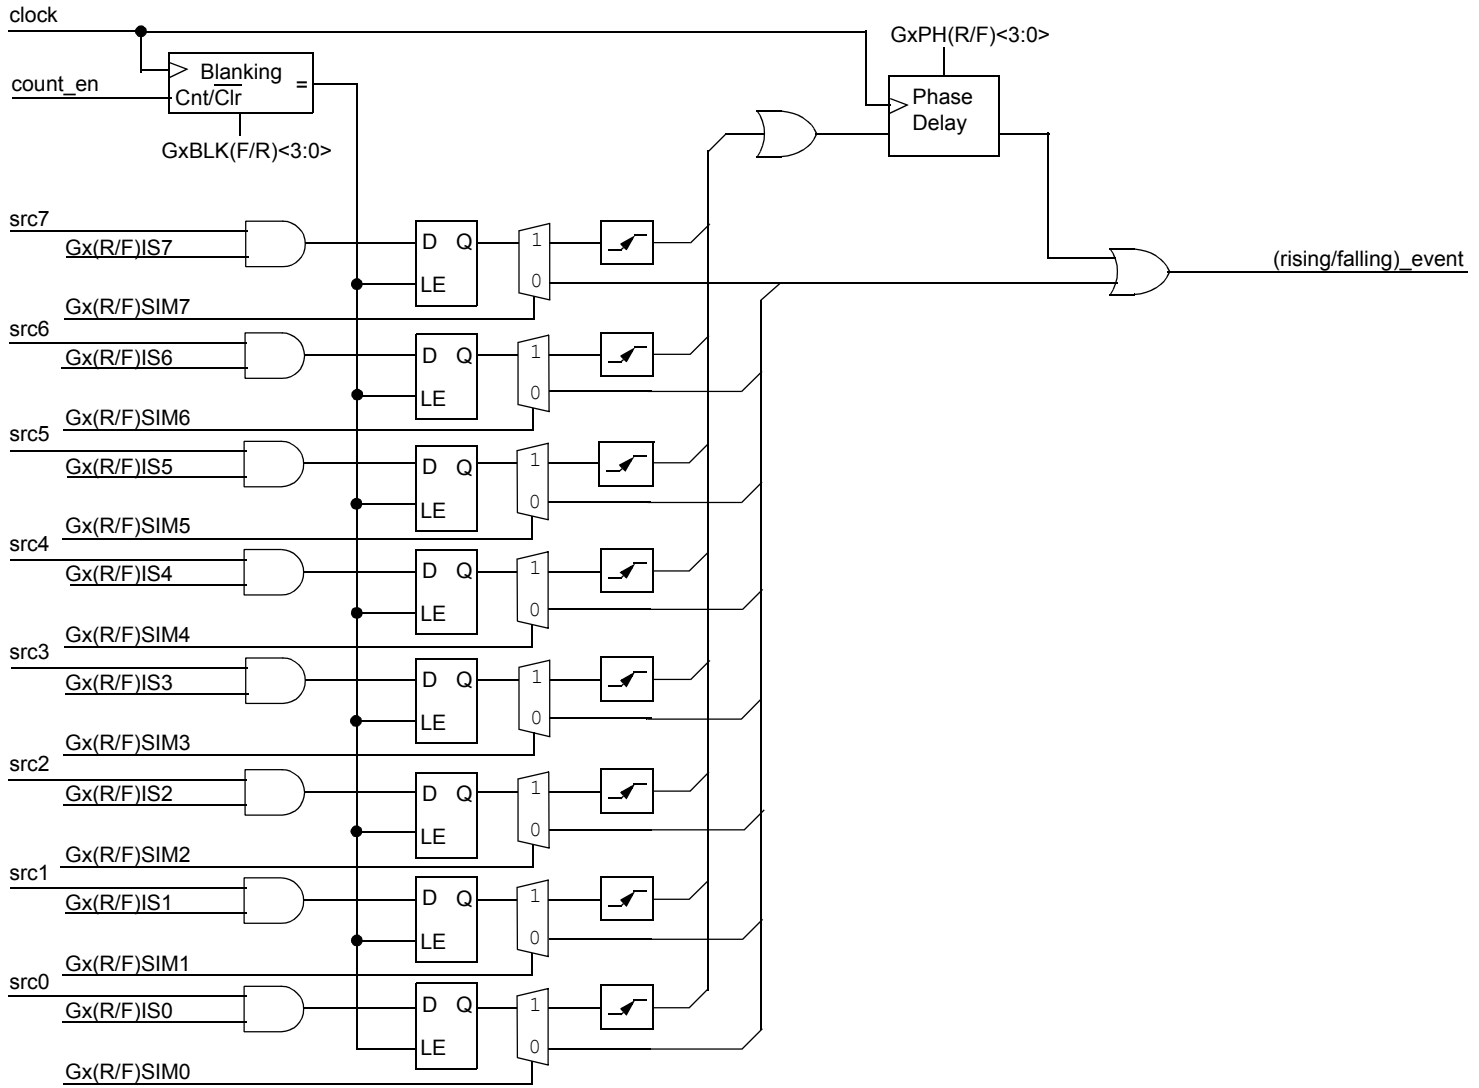 clock
GxPH(R/F)<3:0>
Blanking
=
count_en
Cnt/Clr
Phase
Delay
GxBLK(F/R)<3:0>
src7
Gx(R/F)IS7
D Q
1
LE
0
(rising/falling)_event
Gx(R/F)SIM7
src6
Gx(R/F)IS6
D Q
1
LE
0
Gx(R/F)SIM6
src5
Gx(R/F)IS5
D Q
1
LE
0
Gx(R/F)SIM5
src4
Gx(R/F)IS4
D Q
1
LE
0
Gx(R/F)SIM4
src3
Gx(R/F)IS3
D Q
1
LE
0
Gx(R/F)SIM3
src2
Gx(R/F)IS2
D Q
1
LE
0
Gx(R/F)SIM2
src1
Gx(R/F)IS1
D Q
1
LE
0
Gx(R/F)SIM1
src0
Gx(R/F)IS0
D Q
1
LE
0
Gx(R/F)SIM0